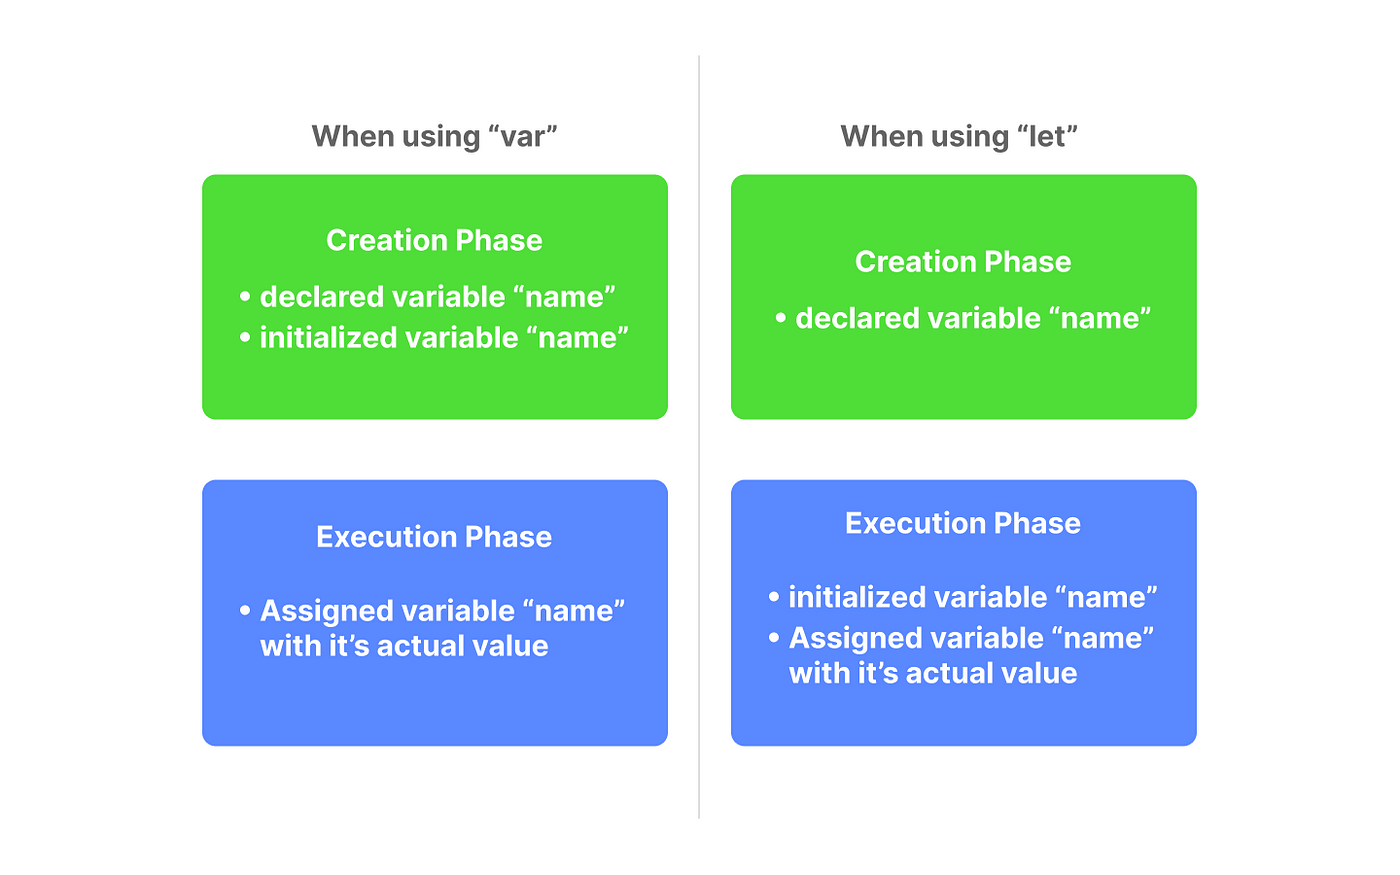 When using “var”
Creation Phase
• declared variable “name”
• initialized variable “name”
Execution Phase
• Assigned variable “name”
with it’s actual value
When using “let”
Creation Phase
• declared variable “name”
Execution Phase
• initialized variable “name”
• Assigned variable “name”
with it’s actual value